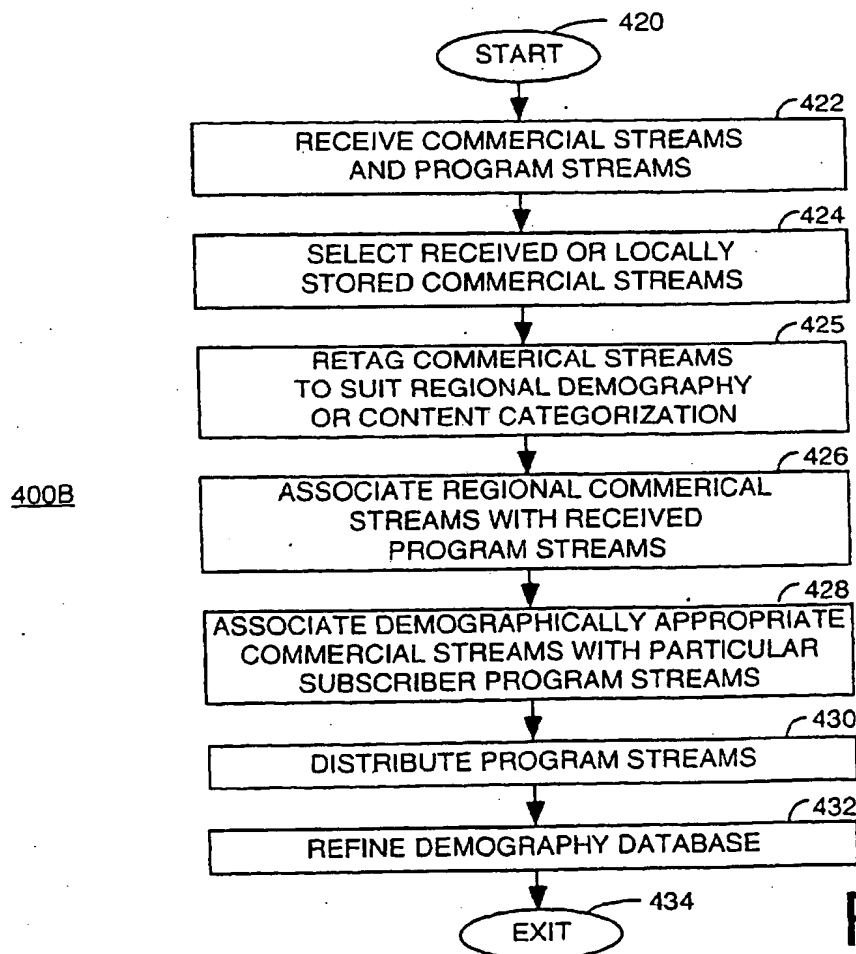 420
START
422
RECEIVE COMMERCIAL STREAMS
AND PROGRAM STREAMS
424
SELECT RECEIVED OR LOCALLY
STORED COMMERCIAL STREAMS
425
RETAG COMMERICAL STREAMS
TO SUIT REGIONAL DEMOGRAPHY
OR CONTENT CATEGORIZATION
426
400B
ASSOCIATE REGIONAL COMMERICAL
STREAMS WITH RECEIVED
PROGRAM STREAMS
428
ASSOCIATE DEMOGRAPHICALLY APPROPRIATE
COMMERCIAL STREAMS WITH PARTICULAR
SUBSCRIBER PROGRAM STREAMS
430
DISTRIBUTE PROGRAM STREAMS
432
REFINE DEMOGRAPHY DATABASE
434
EXIT